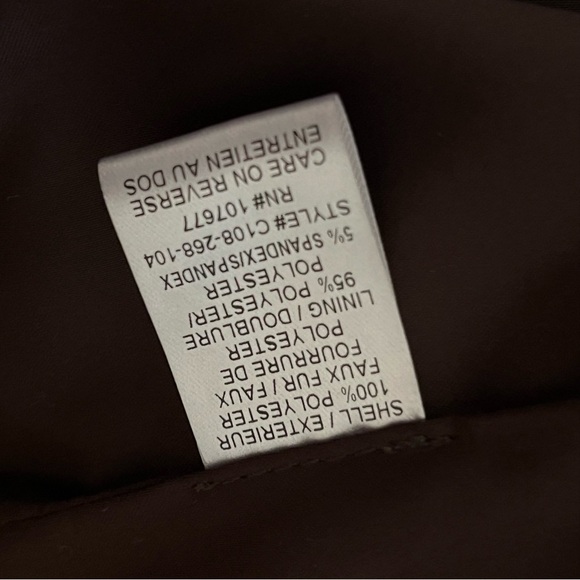 SHELL / EXTERIEUR
100% POLYESTER
FAUX FUR / FAUX
FOURRURE DE
POLYESTER
LINING / DOUBLURE
95% POLYESTER/
POLYESTER
5% SPANDEX/SPANDEX
STYLE# C108-268-104
RN# 107677
CARE ON REVERSE
ENTRETIEN AU DOS